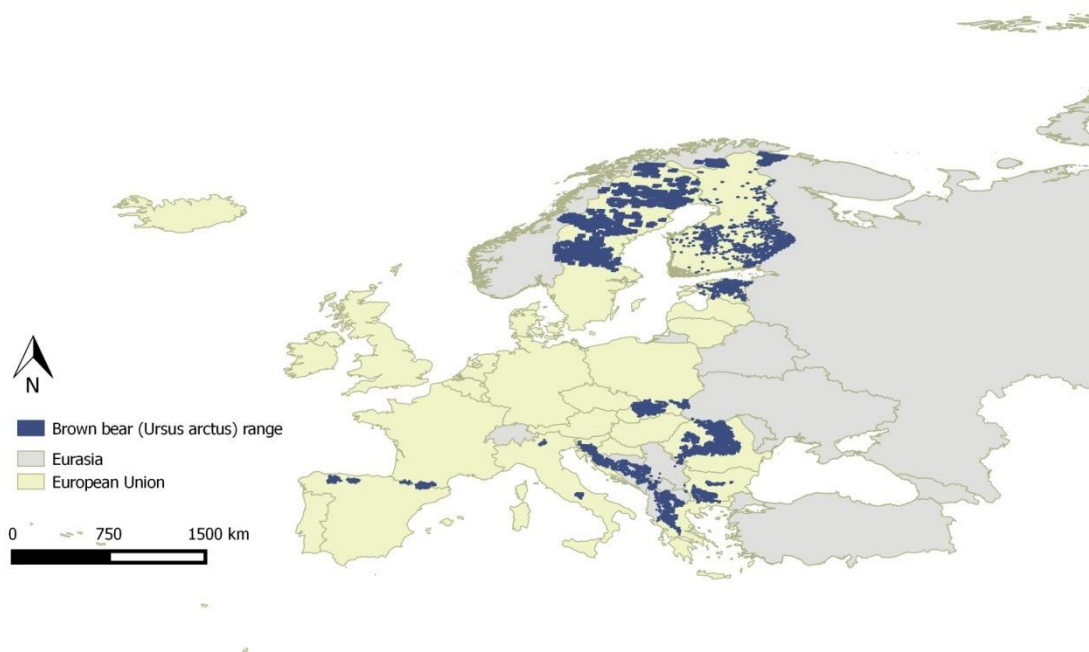 N
Brown bear (Ursus arctus) range
Eurasia
European Union
0 750 1500 km